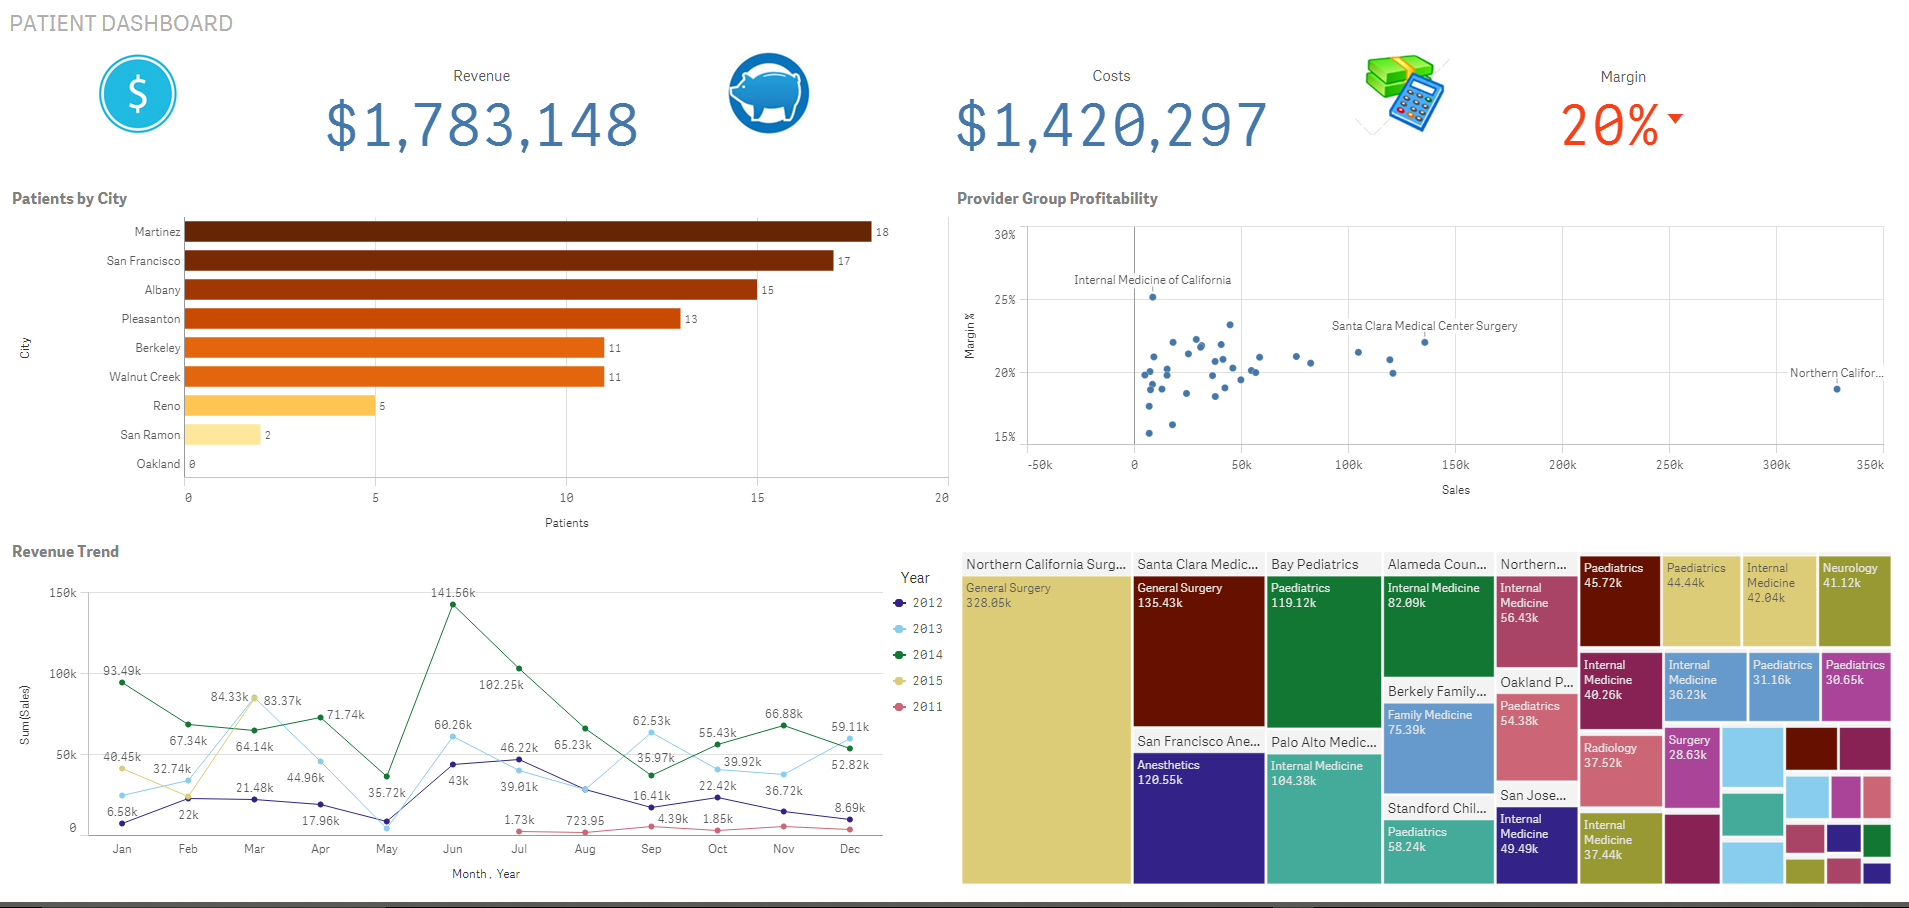 PATIENT DASHBOARD
$
Revenue
$1,783,148
Costs
$1,420,297
Margin
20%
Patients by City
City
Martinez 18
San Francisco 17
Albany 15
Pleasanton 13
Berkeley 11
Walnut Creek 11
Reno 5
San Ramon 2
Oakland 0
0 5 10 15 20
Patients
Provider Group Profitability
Margin %
30%
25%
20%
15%
Internal Medicine of California
Santa Clara Medical Center Surgery
Northern Califor...
-50k 0 50k 100k 150k 200k 250k 300k 350k
Sales
Revenue Trend
Sum(Sales)
150k
100k
50k
0
141.56k
93.49k
102.25k
84.33k
83.37k
71.74k
67.34k
64.14k
60.26k
46.22k
65.23k
62.53k
55.43k
66.88k
59.11k
40.45k
32.74k
44.96k
35.97k
39.92k
52.82k
6.58k
22k
21.48k
17.96k
35.72k
43k
39.01k
16.41k
22.42k
36.72k
8.69k
1.73k
723.95
4.39k
1.85k
Jan Feb Mar Apr May Jun Jul Aug Sep Oct Nov Dec
Month, Year
Year
2012
2013
2014
2015
2011
Northern California Surg...
General Surgery
328.05k
Santa Clara Medic...
General Surgery
135.43k
San Francisco Ane...
Anesthetics
120.55k
Bay Pediatrics
Paediatrics
119.12k
Palo Alto Medic...
Internal Medicine
104.38k
Alameda Coun...
Internal Medicine
82.09k
Berkely Family...
Family Medicine
75.39k
Standford Chil...
Paediatrics
58.24k
Northern...
Internal
Medicine
56.43k
Oakland P...
Paediatrics
54.38k
San Jose...
Internal
Medicine
49.49k
Paediatrics
45.72k
Paediatrics
44.44k
Internal
Medicine
42.04k
Neurology
41.12k
Internal
Medicine
40.26k
Internal
Medicine
36.23k
Paediatrics
31.16k
Paediatrics
30.65k
Radiology
37.52k
Surgery
28.63k
Internal
Medicine
37.44k